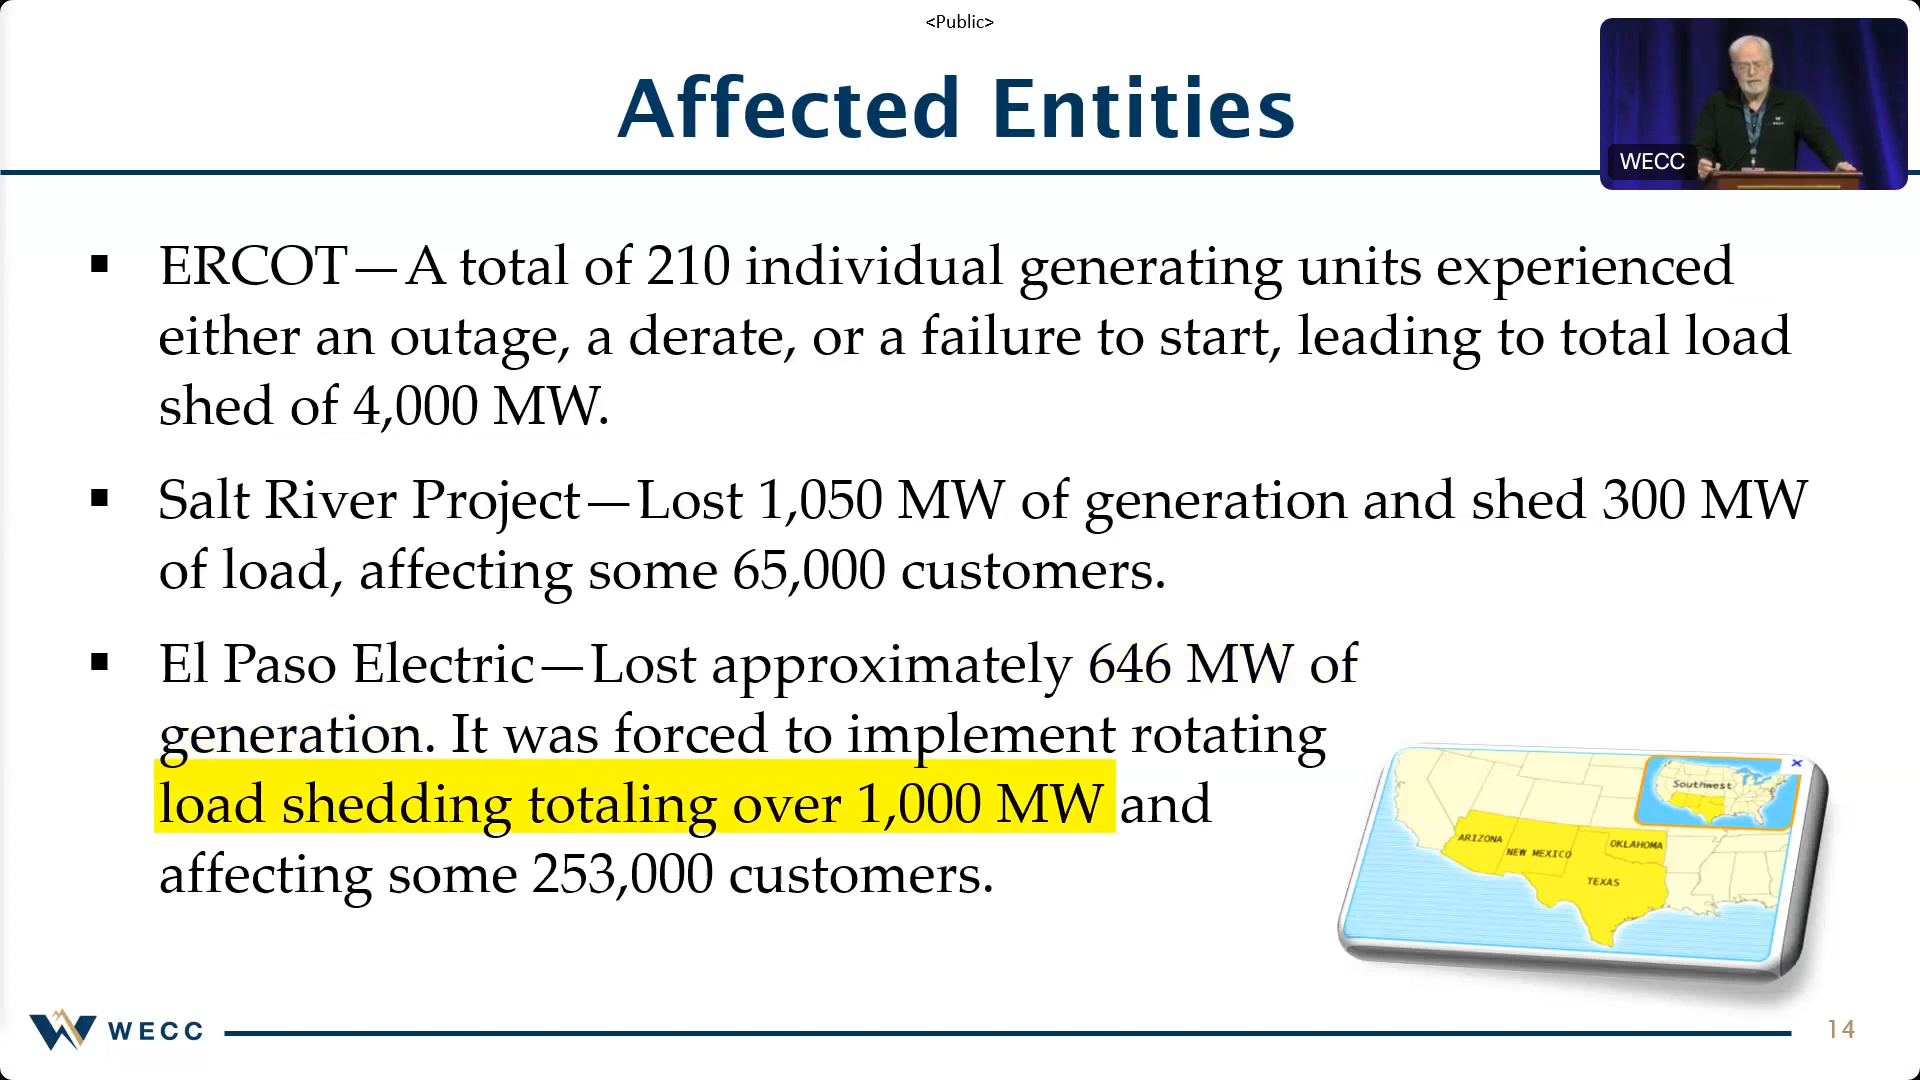 <Public>
Affected Entities
WECC
▪ ERCOT—A total of 210 individual generating units experienced
either an outage, a derate, or a failure to start, leading to total load
shed of 4,000 MW.
▪ Salt River Project—Lost 1,050 MW of generation and shed 300 MW
of load, affecting some 65,000 customers.
▪ El Paso Electric—Lost approximately 646 MW of
generation. It was forced to implement rotating
load shedding totaling over 1,000 MW and
affecting some 253,000 customers.
Southwest
ARIZONA
NEW MEXICO
OKLAHOMA
TEXAS
WECC
14